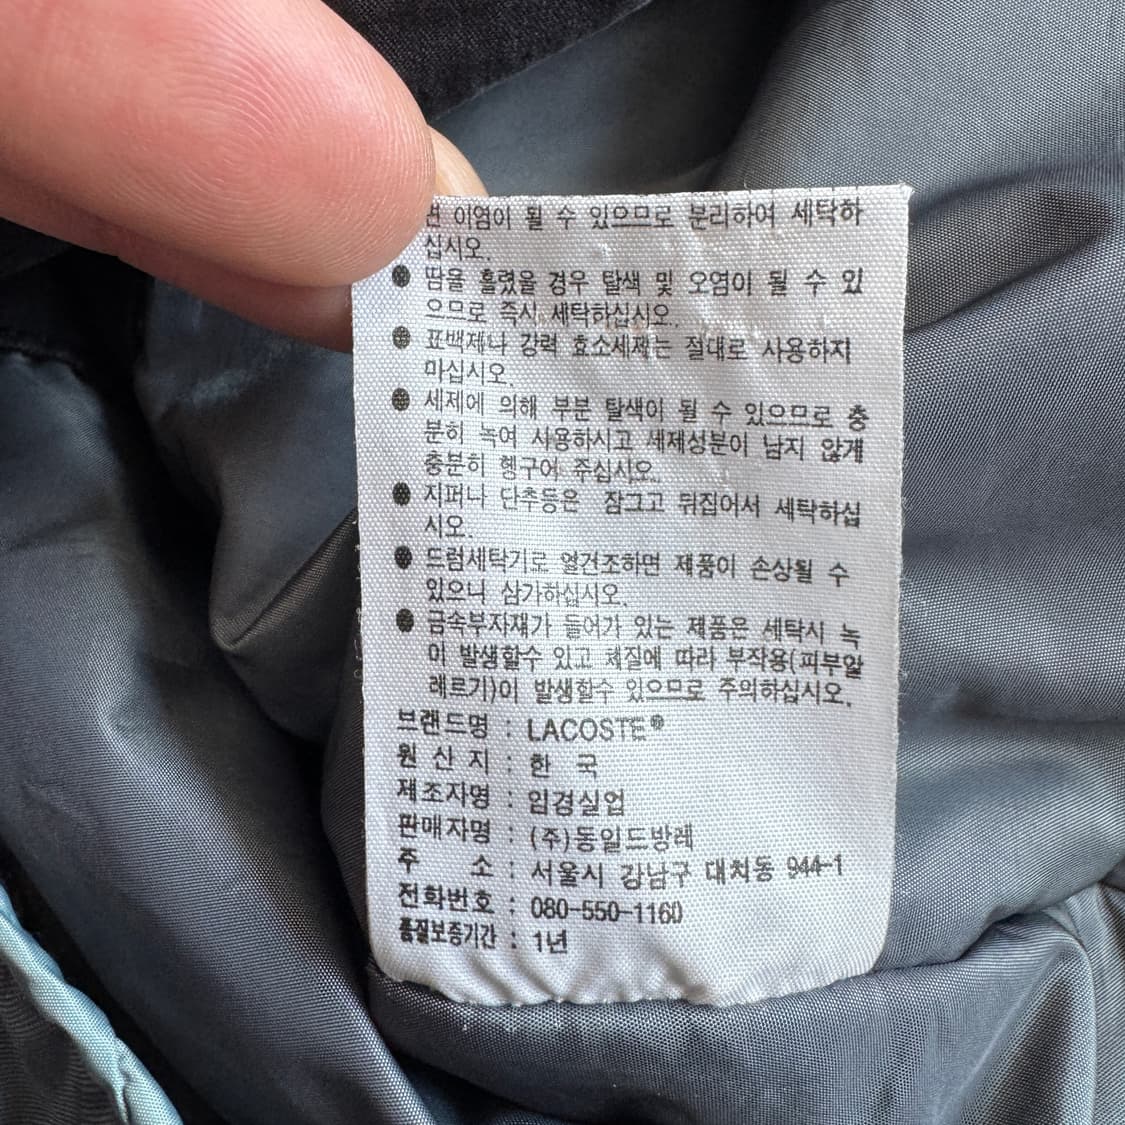 면 이염이 될 수 있으므로 분리하여 세탁하
십시오.
● 땀을 흘렸을 경우 탈색 및 오염이 될 수 있
으므로 즉시 세탁하십시오.
● 표백제나 강력 효소세제는 절대로 사용하지
마십시오.
● 세제에 의해 부분 탈색이 될 수 있으므로 충
분히 녹여 사용하시고 세제성분이 남지 않게
충분히 헹구어 주십시오.
● 지퍼나 단추등은 잠그고 뒤집어서 세탁하십
시오.
● 드럼세탁기로 열건조하면 제품이 손상될 수
있으니 삼가하십시오.
● 금속부자재가 들어가 있는 제품은 세탁시 녹
이 발생할수 있고 체질에 따라 부작용(피부알
레르기)이 발생할수 있으므로 주의하십시오.
브랜드명 : LACOSTE®
원 산 지 : 한 국
제조자명 : 임경실업
판매자명 : (주)동일드방레
주 소 : 서울시 강남구 대치동 944-1
전화번호 : 080-550-1160
품질보증기간 : 1년